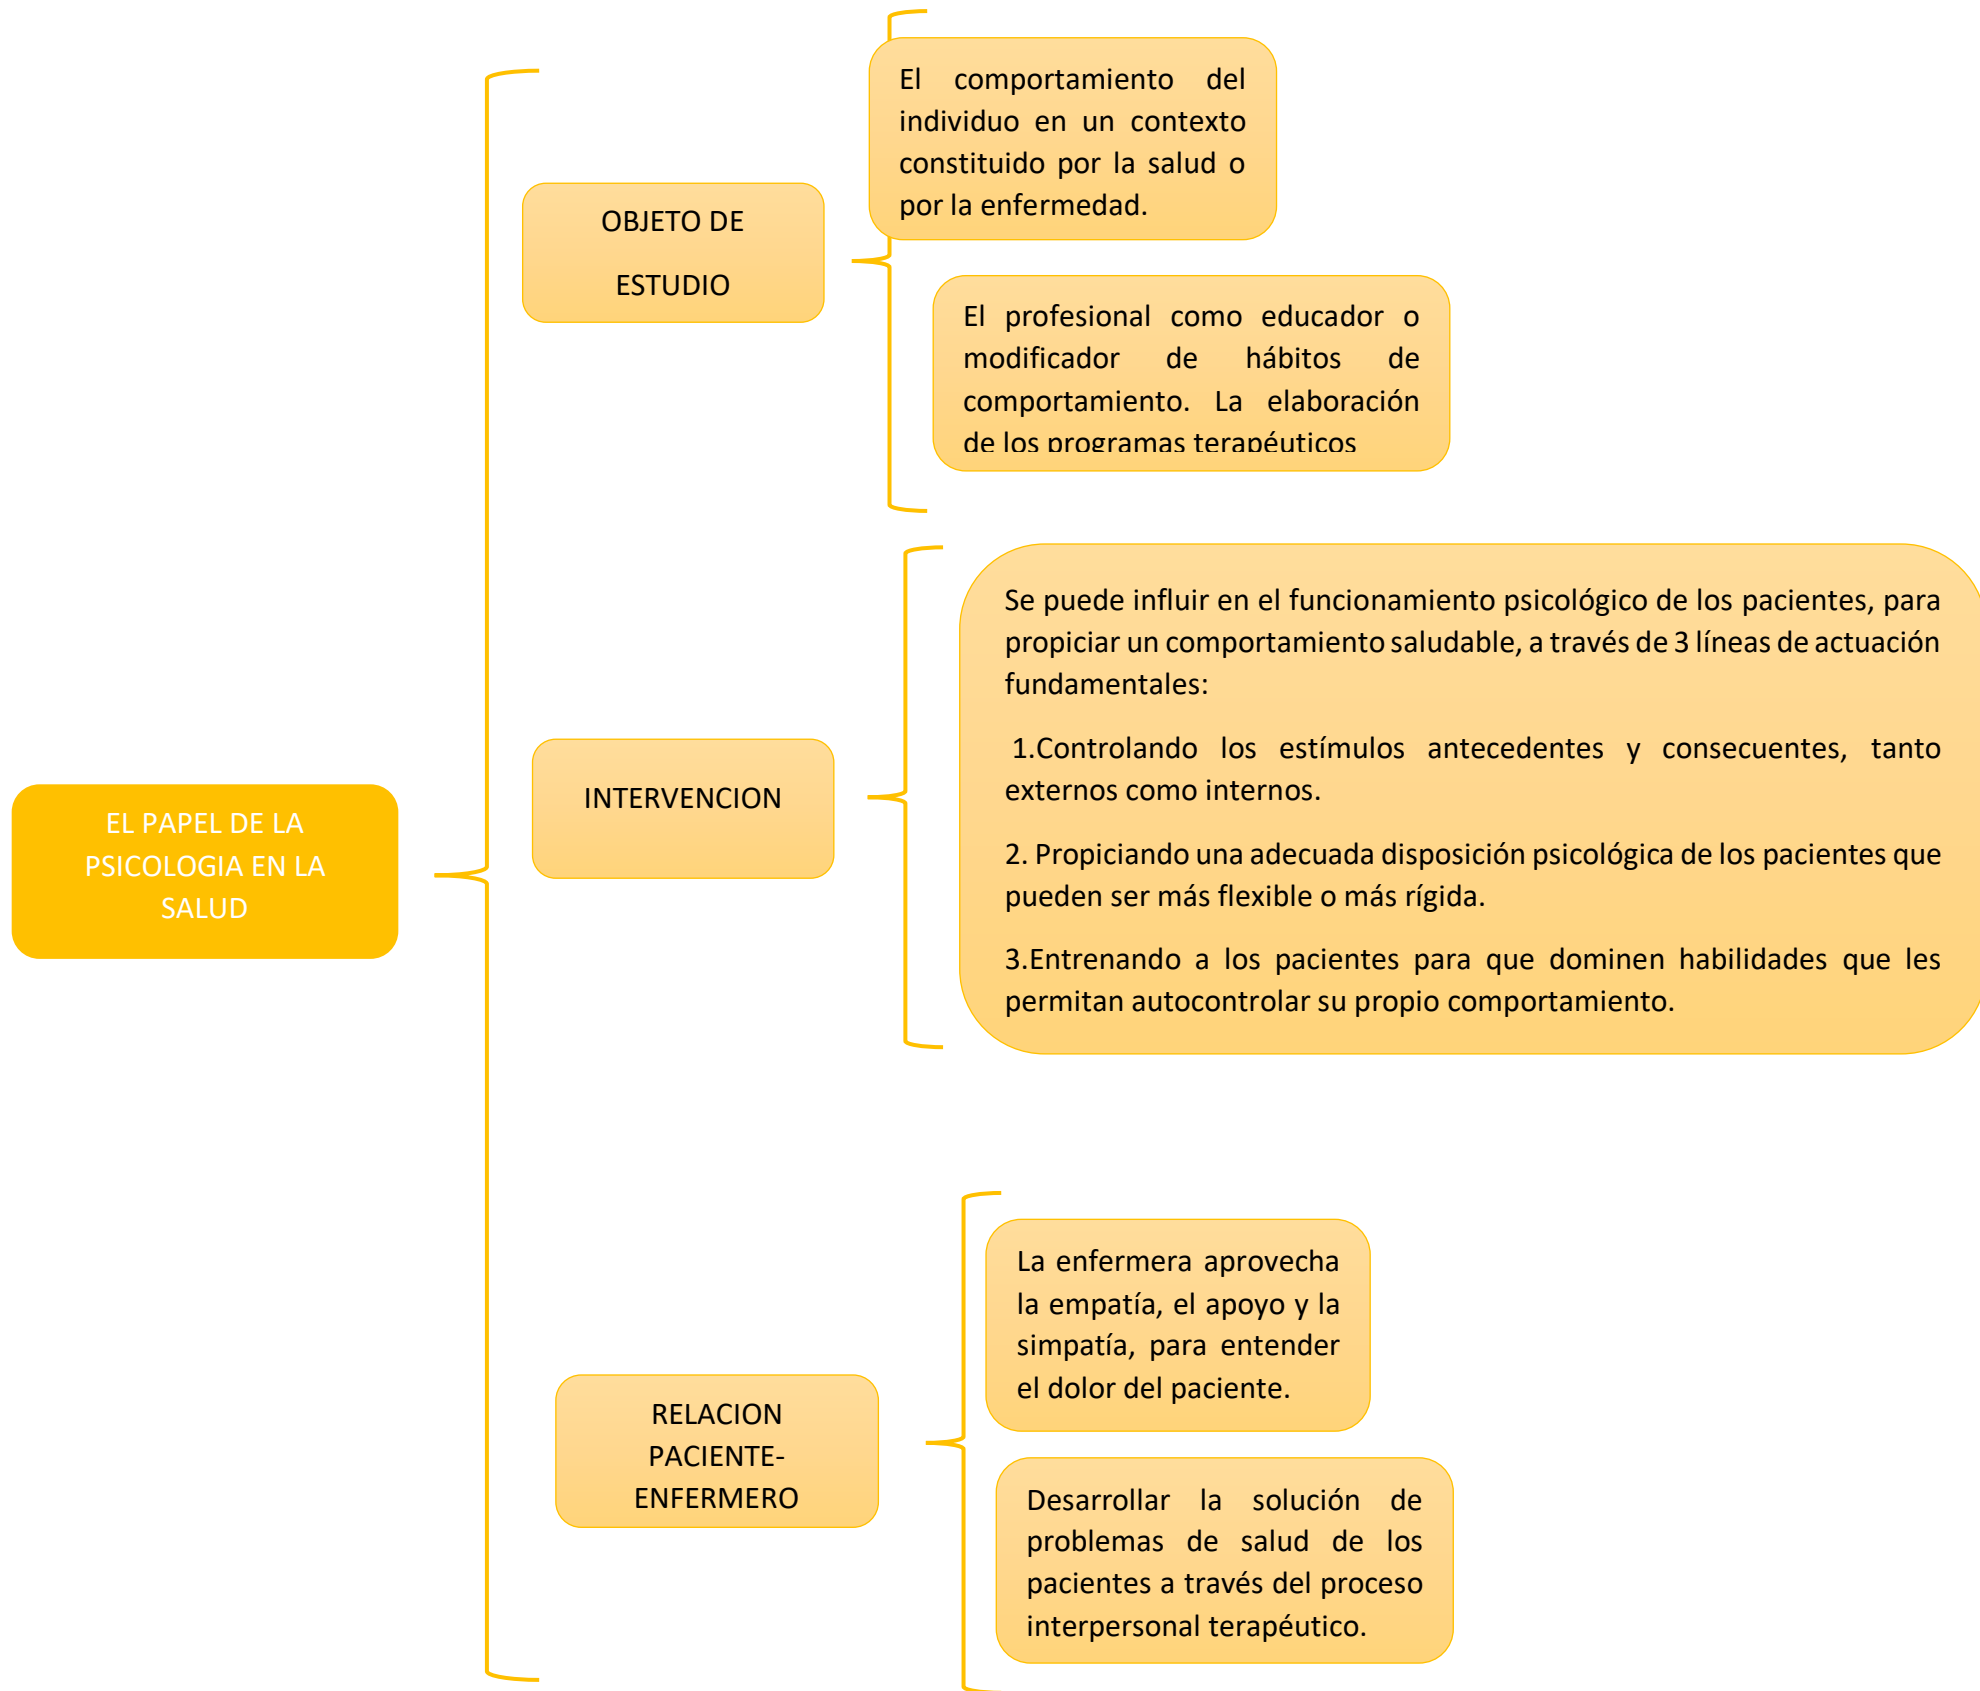 El comportamiento del
individuo en un contexto
constituido por la salud o
por la enfermedad.
OBJETO DE
ESTUDIO
El profesional como educador o
modificador de hábitos de
comportamiento. La elaboración
de los programas terapéuticos
Se puede influir en el funcionamiento psicológico de los pacientes, para
propiciar un comportamiento saludable, a través de 3 líneas de actuación
fundamentales:
1.Controlando los estímulos antecedentes y consecuentes, tanto
externos como internos.
2. Propiciando una adecuada disposición psicológica de los pacientes que
pueden ser más flexible o más rígida.
3.Entrenando a los pacientes para que dominen habilidades que les
permitan autocontrolar su propio comportamiento.
INTERVENCION
EL PAPEL DE LA
PSICOLOGIA EN LA
SALUD
La enfermera aprovecha
la empatía, el apoyo y la
simpatía, para entender
el dolor del paciente.
RELACION
PACIENTE-
ENFERMERO
Desarrollar la solución de
problemas de salud de los
pacientes a través del proceso
interpersonal terapéutico.